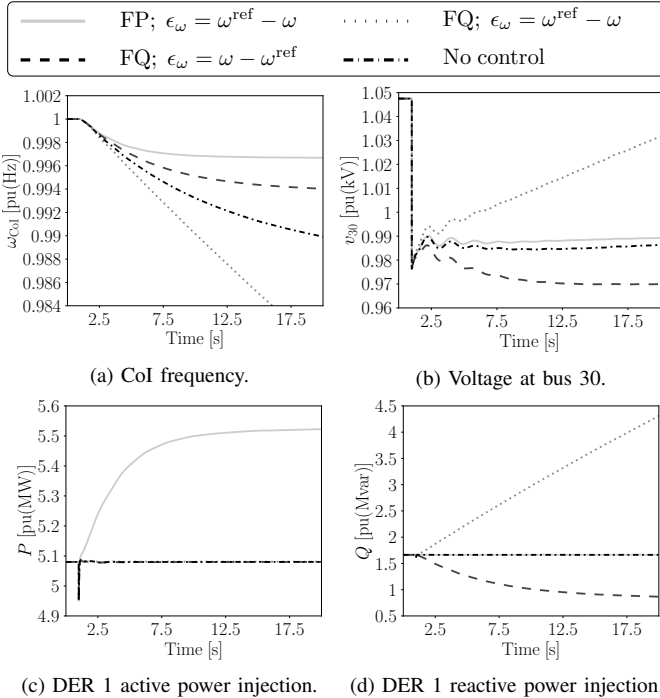 FP; ϵ_ω = ω^ref − ω
FQ; ϵ_ω = ω^ref − ω
FQ; ϵ_ω = ω − ω^ref
No control
1.002
1
0.998
0.996
0.994
0.992
0.99
0.988
0.986
0.984
ω_CoI [pu(Hz)]
2.5 7.5 12.5 17.5
Time [s]
(a) CoI frequency.
1.05
1.04
1.03
1.02
1.01
1
0.99
0.98
0.97
0.96
v_30 [pu(kV)]
2.5 7.5 12.5 17.5
Time [s]
(b) Voltage at bus 30.
5.6
5.5
5.4
5.3
5.2
5.1
5
4.9
P [pu(MW)]
2.5 7.5 12.5 17.5
Time [s]
(c) DER 1 active power injection.
4.5
4
3.5
3
2.5
2
1.5
1
0.5
Q [pu(Mvar)]
2.5 7.5 12.5 17.5
Time [s]
(d) DER 1 reactive power injection